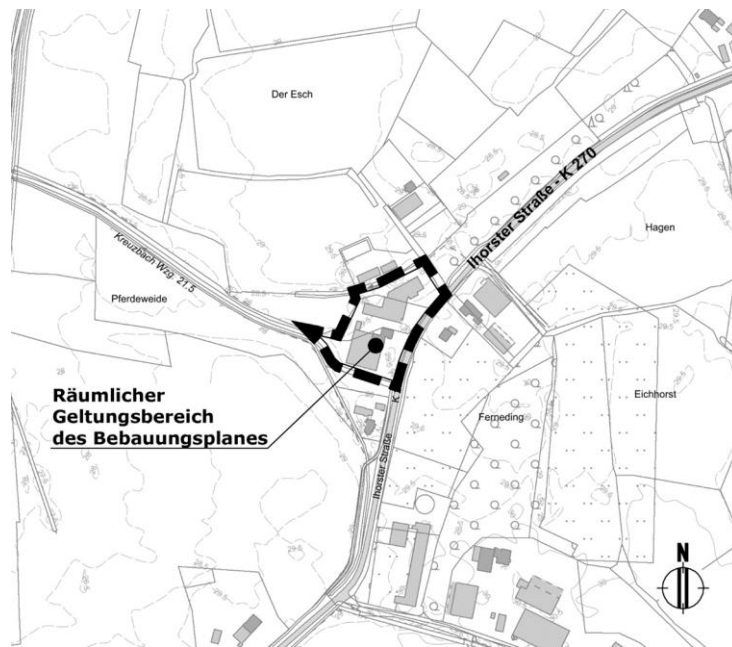 Der Esch
Ihorster Straße - K 270
Hagen
Kreuzbach Wzg. 21.5
Pferdeweide
Räumlicher
Geltungsbereich
des Bebauungsplanes
Ihorster Straße K
Ferneding
Eichhorst
N